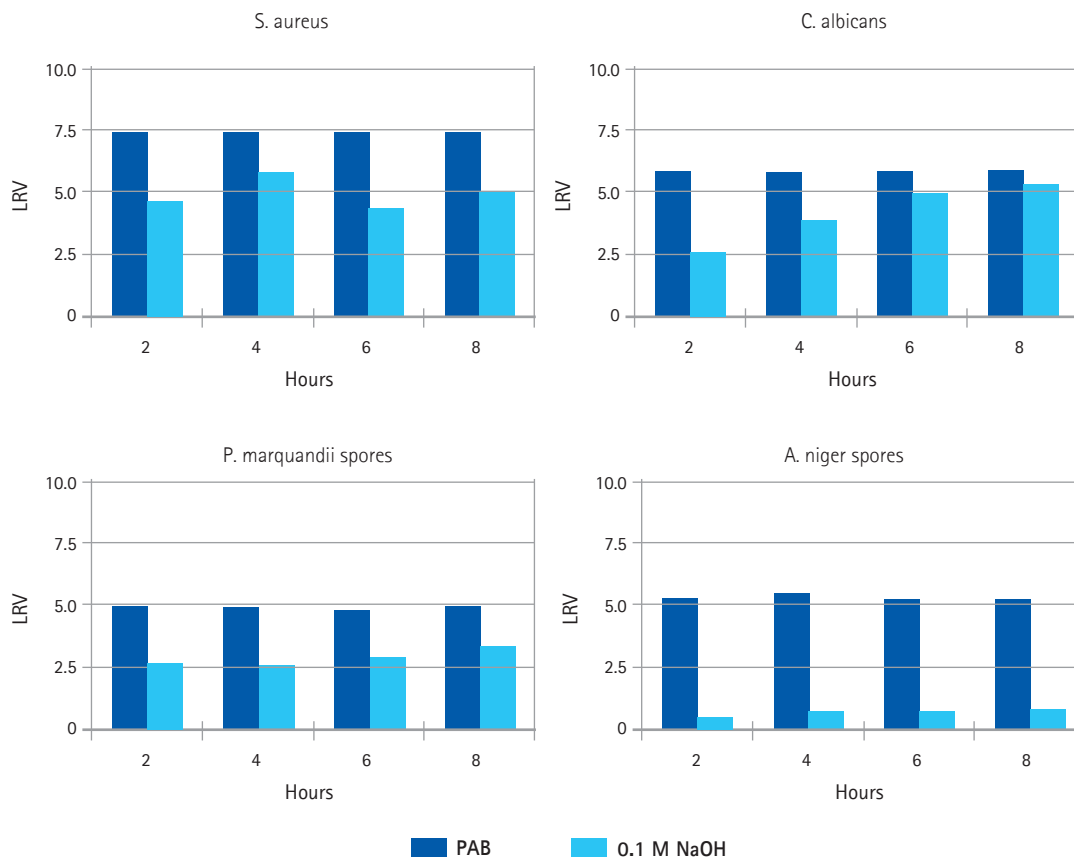 S. aureus
10.0
7.5
5.0
2.5
0
LRV
2 4 6 8
Hours
C. albicans
10.0
7.5
5.0
2.5
0
LRV
2 4 6 8
Hours
P. marquandii spores
10.0
7.5
5.0
2.5
0
LRV
2 4 6 8
Hours
A. niger spores
10.0
7.5
5.0
2.5
0
LRV
2 4 6 8
Hours
PAB 0.1 M NaOH